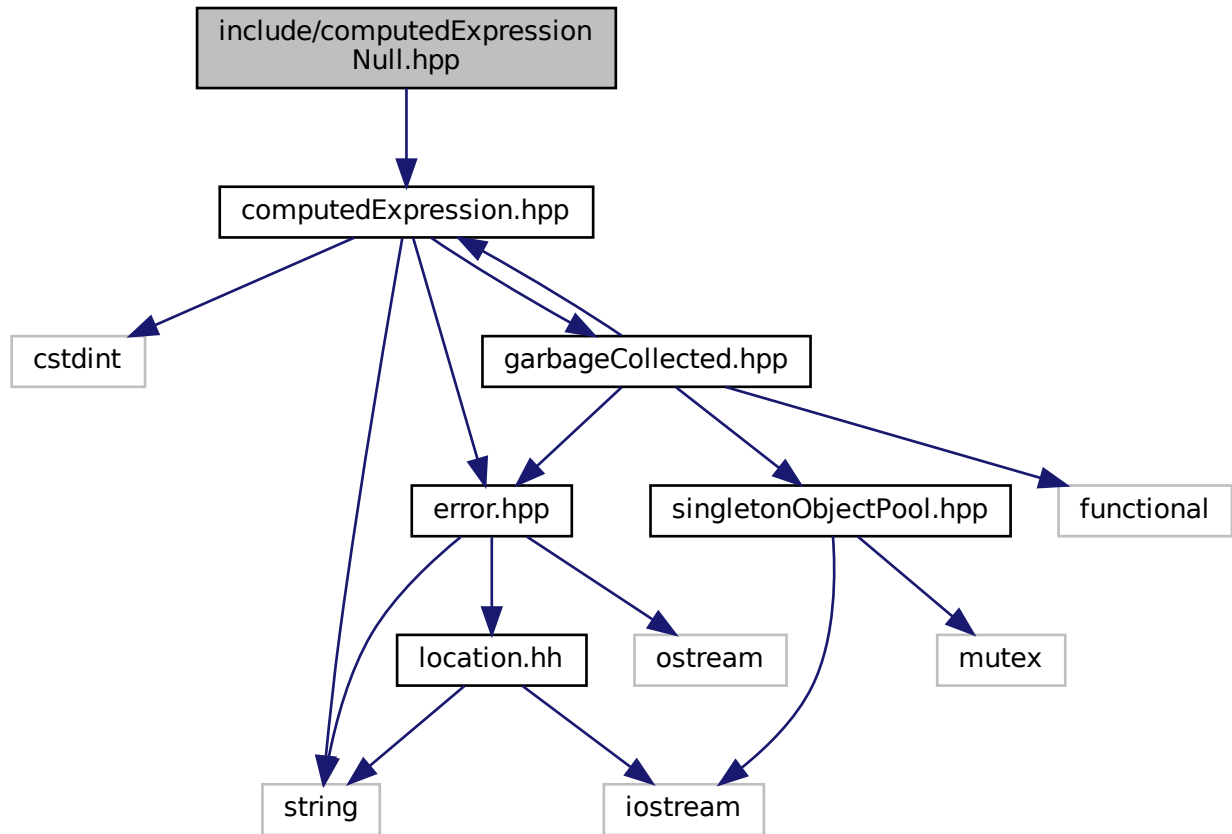 include/computedExpression
Null.hpp
computedExpression.hpp
cstdint
garbageCollected.hpp
error.hpp
singletonObjectPool.hpp
functional
location.hh
ostream
mutex
string
iostream